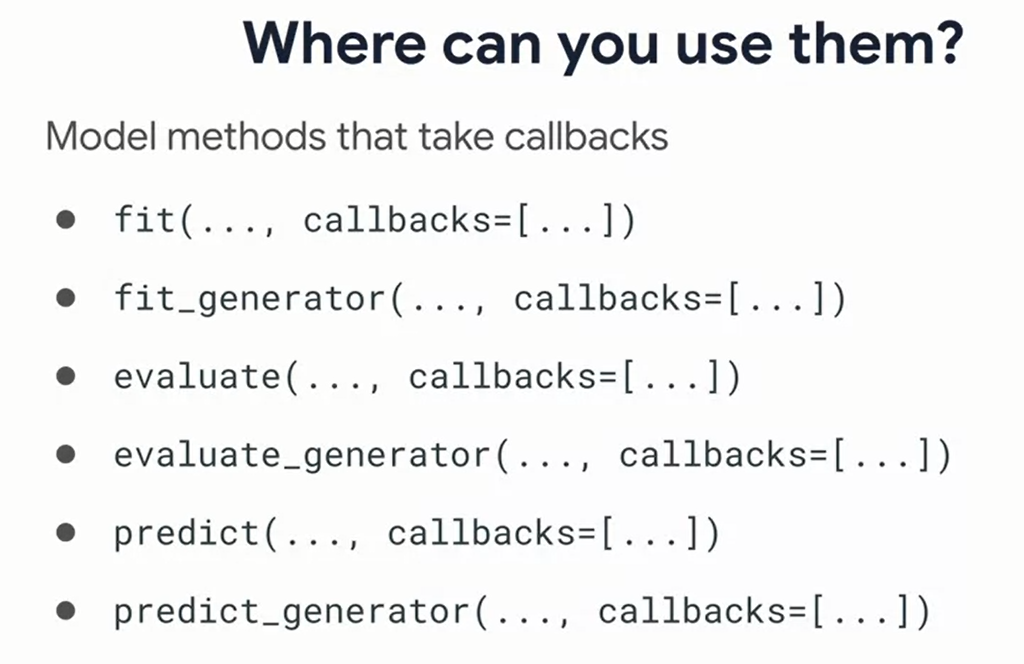 Where can you use them?
Model methods that take callbacks
● fit(..., callbacks=[...])
● fit_generator(..., callbacks=[...])
● evaluate(..., callbacks=[...])
● evaluate_generator(..., callbacks=[...])
● predict(..., callbacks=[...])
● predict_generator(..., callbacks=[...])